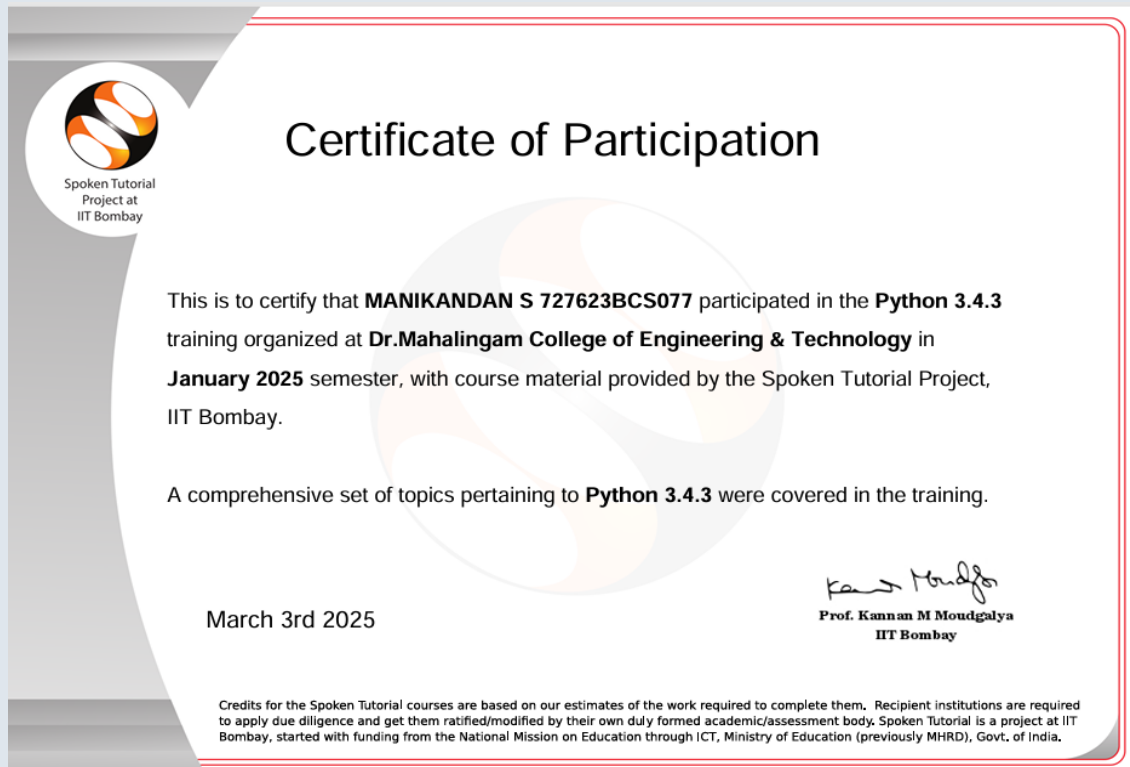 Spoken Tutorial
Project at
IIT Bombay
Certificate of Participation
This is to certify that MANIKANDAN S 727623BCS077 participated in the Python 3.4.3
training organized at Dr.Mahalingam College of Engineering & Technology in
January 2025 semester, with course material provided by the Spoken Tutorial Project,
IIT Bombay.
A comprehensive set of topics pertaining to Python 3.4.3 were covered in the training.
March 3rd 2025
Prof. Kannan M Moudgalya
IIT Bombay
Credits for the Spoken Tutorial courses are based on our estimates of the work required to complete them. Recipient institutions are required
to apply due diligence and get them ratified/modified by their own duly formed academic/assessment body. Spoken Tutorial is a project at IIT
Bombay, started with funding from the National Mission on Education through ICT, Ministry of Education (previously MHRD), Govt. of India.